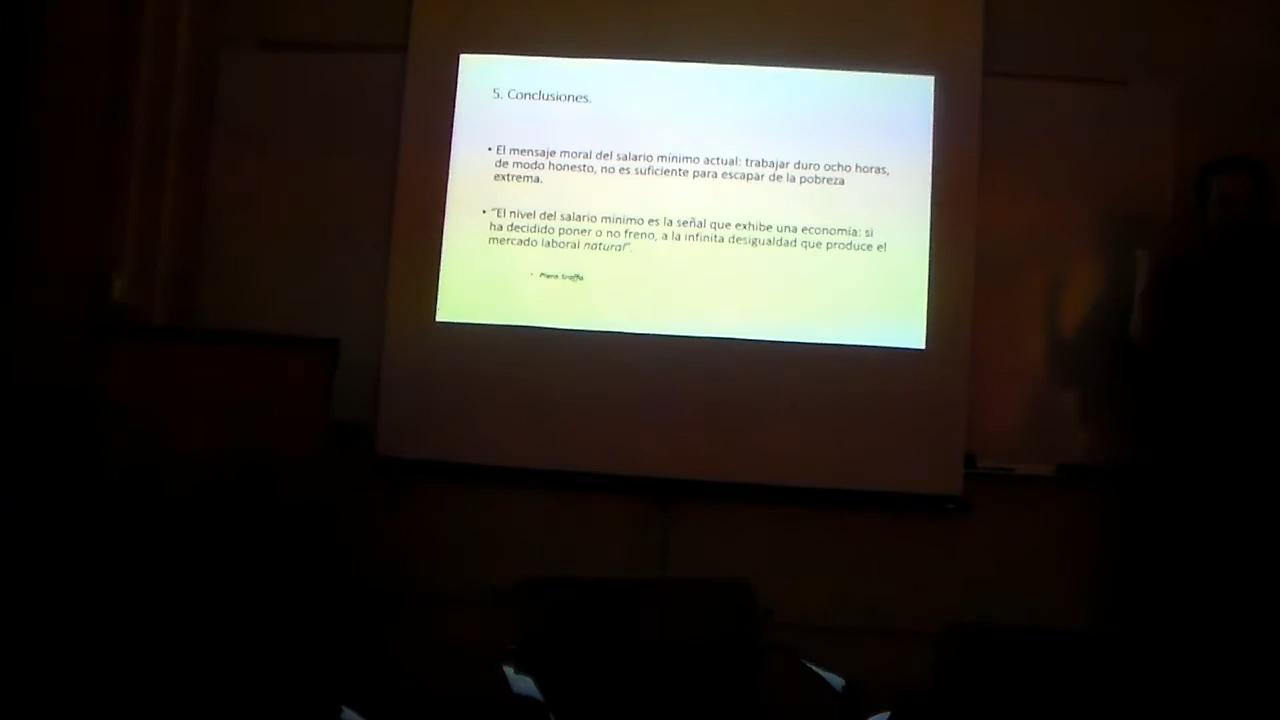 5. Conclusiones.
• El mensaje moral del salario mínimo actual: trabajar duro ocho horas,
de modo honesto, no es suficiente para escapar de la pobreza
extrema.
• "El nivel del salario mínimo es la señal que exhibe una economía: si
ha decidido poner o no freno, a la infinita desigualdad que produce el
mercado laboral natural".
• Piero Sraffa